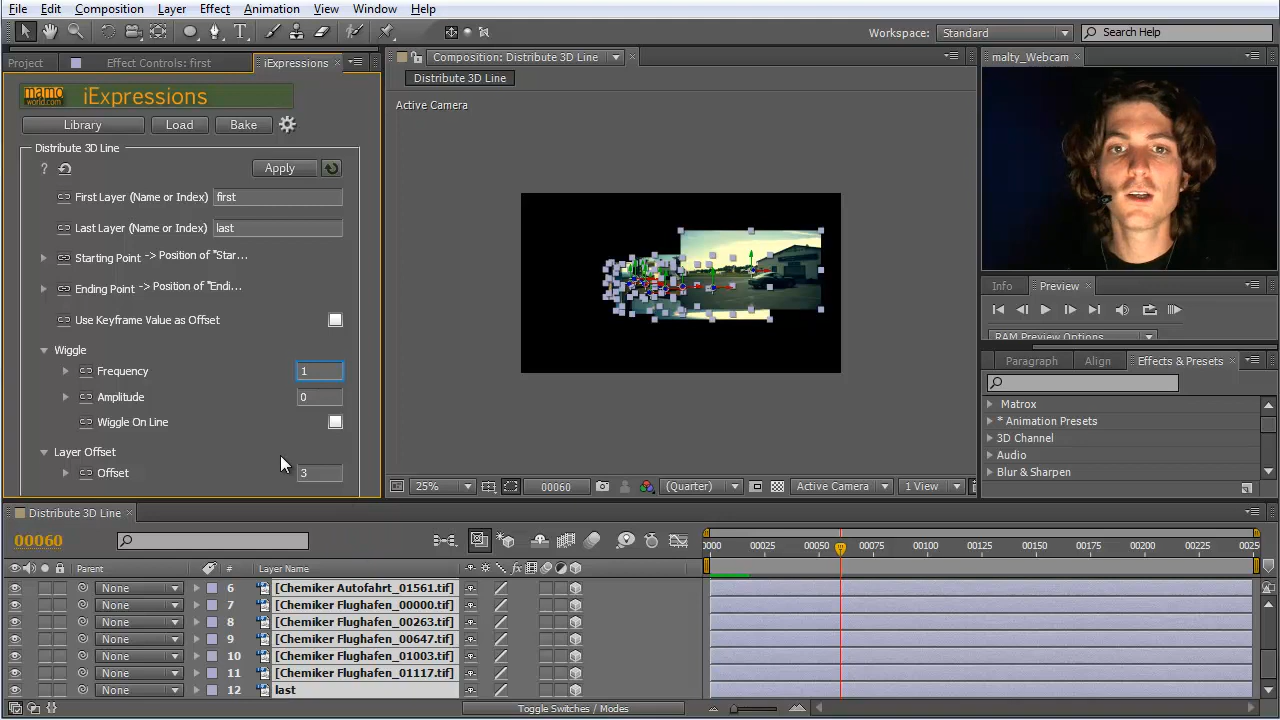 File Edit Composition Layer Effect Animation View Window Help
Workspace: Standard Search Help
Project Effect Controls: first iExpressions
Composition: Distribute 3D Line
malty_Webcam
Distribute 3D Line
Active Camera
mamo world.com iExpressions
Library Load Bake
Distribute 3D Line
? Apply
First Layer (Name or Index) first
Last Layer (Name or Index) last
Starting Point -> Position of "Star...
Ending Point -> Position of "Endi...
Use Keyframe Value as Offset
Wiggle
Frequency 1
Amplitude 0
Wiggle On Line
Layer Offset
Offset 3
Info Preview
RAM Preview Options
Paragraph Align Effects & Presets
Matrox
* Animation Presets
3D Channel
Audio
Blur & Sharpen
25% 00060 (Quarter) Active Camera 1 View
Distribute 3D Line
00060
0000 00025 00050 00075 00100 00125 00150 00175 00200 00225 0025
Parent # Layer Name
None 6 [Chemiker Autofahrt_01561.tif]
None 7 [Chemiker Flughafen_00000.tif]
None 8 [Chemiker Flughafen_00263.tif]
None 9 [Chemiker Flughafen_00647.tif]
None 10 [Chemiker Flughafen_01003.tif]
None 11 [Chemiker Flughafen_01117.tif]
None 12 last
Toggle Switches / Modes